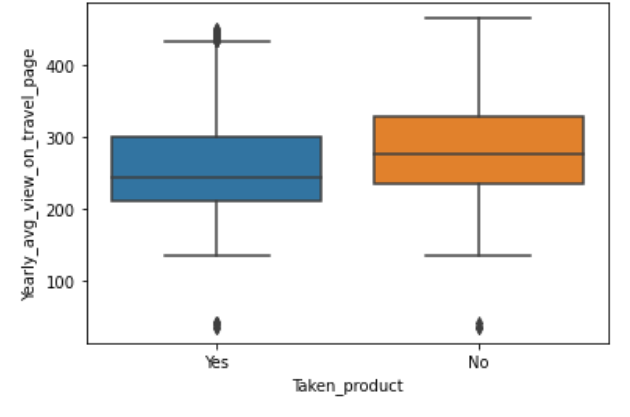 Yearly_avg_view_on_travel_page
400
300
200
100
Yes No
Taken_product